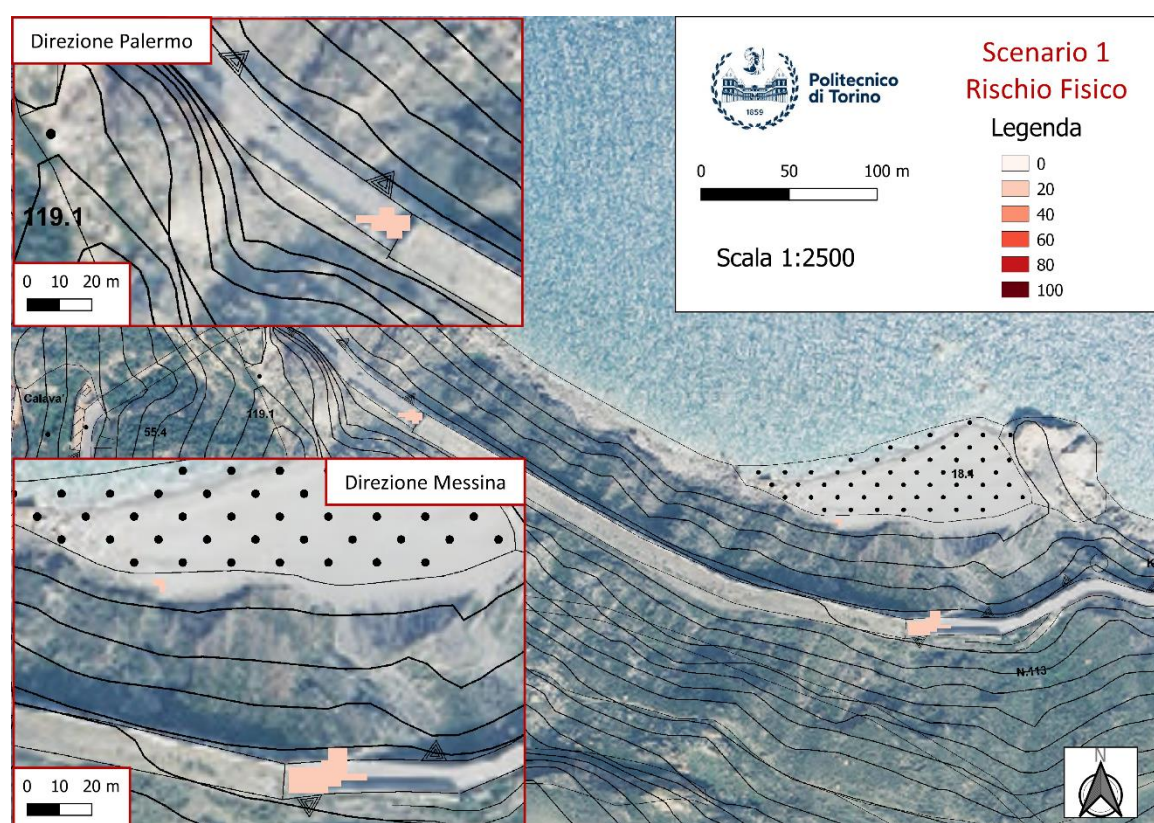 Direzione Palermo
119.1
0 10 20 m
Politecnico
di Torino
1859
0 50 100 m
Scala 1:2500
Scenario 1
Rischio Fisico
Legenda
0
20
40
60
80
100
Calava'
119.1
55.4
18.4
K
N.113
Direzione Messina
0 10 20 m
N